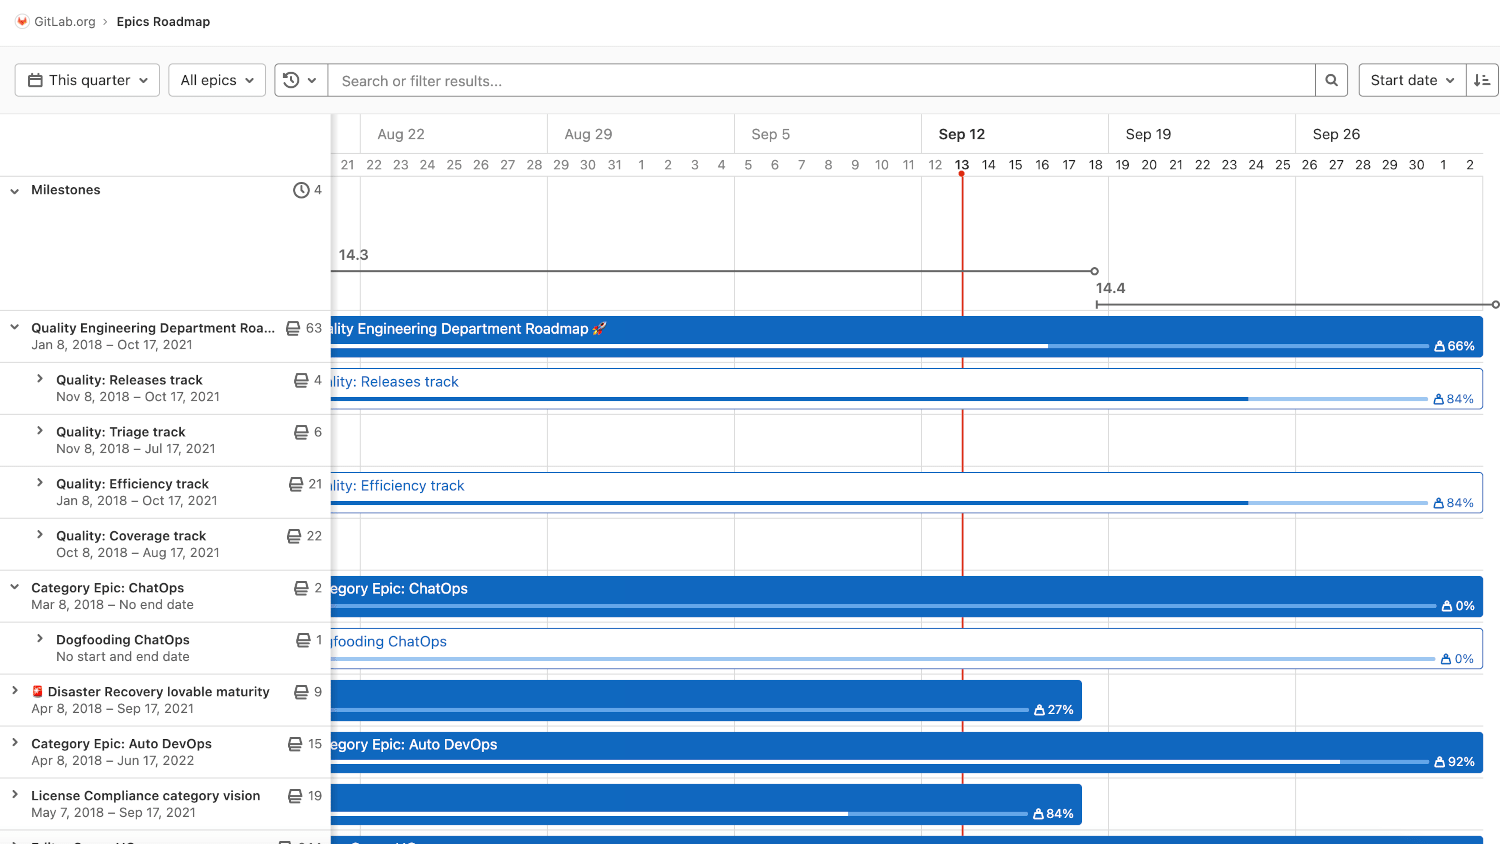 GitLab.org › Epics Roadmap
This quarter
All epics
Search or filter results...
Start date
Aug 22
Aug 29
Sep 5
Sep 12
Sep 19
Sep 26
21 22 23 24 25 26 27 28 29 30 31 1 2 3 4 5 6 7 8 9 10 11 12 13 14 15 16 17 18 19 20 21 22 23 24 25 26 27 28 29 30 1 2
Milestones 4
14.3
14.4
Quality Engineering Department Roa... 63
Jan 8, 2018 – Oct 17, 2021
ality Engineering Department Roadmap 🚀
66%
Quality: Releases track 4
Nov 8, 2018 – Oct 17, 2021
ality: Releases track
84%
Quality: Triage track 6
Nov 8, 2018 – Jul 17, 2021
Quality: Efficiency track 21
Jan 8, 2018 – Oct 17, 2021
ality: Efficiency track
84%
Quality: Coverage track 22
Oct 8, 2018 – Aug 17, 2021
Category Epic: ChatOps 2
Mar 8, 2018 – No end date
egory Epic: ChatOps
0%
Dogfooding ChatOps 1
No start and end date
gfooding ChatOps
0%
🚨 Disaster Recovery lovable maturity 9
Apr 8, 2018 – Sep 17, 2021
27%
Category Epic: Auto DevOps 15
Apr 8, 2018 – Jun 17, 2022
egory Epic: Auto DevOps
92%
License Compliance category vision 19
May 7, 2018 – Sep 17, 2021
84%